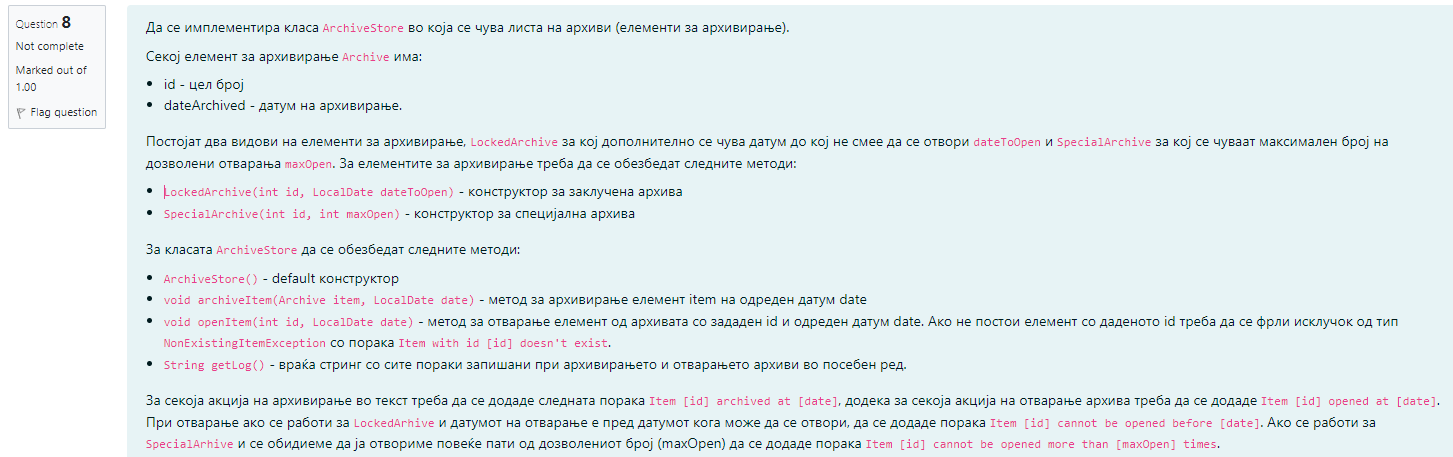 Question 8
Not complete
Marked out of
1.00
Flag question
Да се имплементира класа ArchiveStore во која се чува листа на архиви (елементи за архивирање).
Секој елемент за архивирање Archive има:
id - цел број
dateArchived - датум на архивирање.
Постојат два видови на елементи за архивирање, LockedArchive за кој дополнително се чува датум до кој не смее да се отвори dateToOpen и SpecialArchive за кој се чуваат максимален број на
дозволени отварања maxOpen. За елементите за архивирање треба да се обезбедат следните методи:
LockedArchive(int id, LocalDate dateToOpen) - конструктор за заклучена архива
SpecialArchive(int id, int maxOpen) - конструктор за специјална архива
За класата ArchiveStore да се обезбедат следните методи:
ArchiveStore() - default конструктор
void archiveItem(Archive item, LocalDate date) - метод за архивирање елемент item на одреден датум date
void openItem(int id, LocalDate date) - метод за отварање елемент од архивата со зададен id и одреден датум date. Ако не постои елемент со даденото id треба да се фрли исклучок од тип
NonExistingItemException со порака Item with id [id] doesn't exist.
String getLog() - враќа стринг со сите пораки запишани при архивирањето и отварањето архиви во посебен ред.
За секоја акција на архивирање во текст треба да се додаде следната порака Item [id] archived at [date], додека за секоја акција на отварање архива треба да се додаде Item [id] opened at [date].
При отварање ако се работи за LockedArhive и датумот на отварање е пред датумот кога може да се отвори, да се додаде порака Item [id] cannot be opened before [date]. Ако се работи за
SpecialArhive и се обидиеме да ја отвориме повеќе пати од дозволениот број (maxOpen) да се додаде порака Item [id] cannot be opened more than [maxOpen] times.